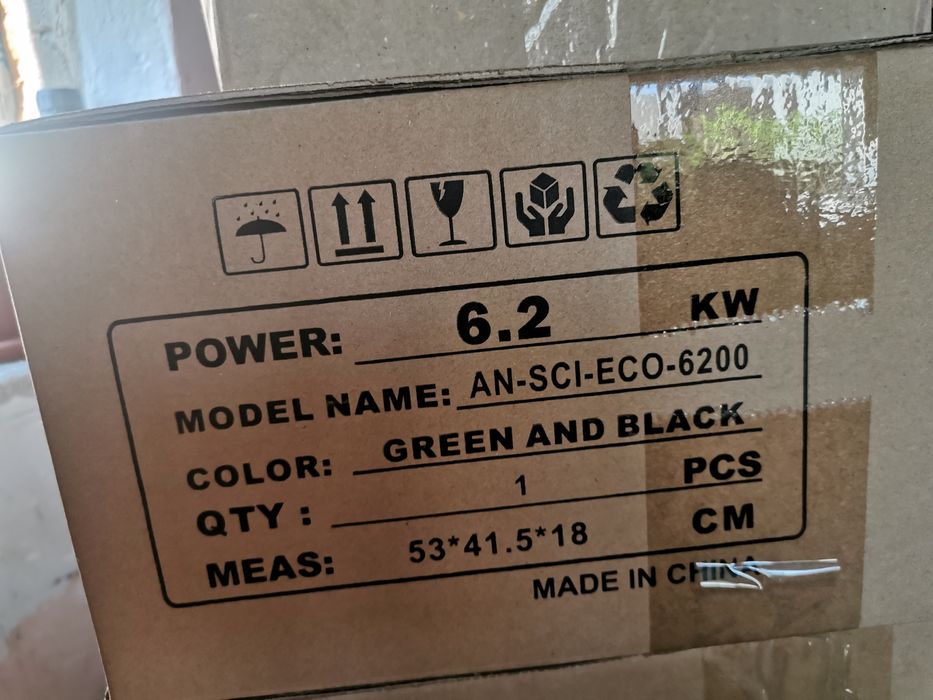 POWER: 6.2 KW
MODEL NAME: AN-SCI-ECO-6200
COLOR: GREEN AND BLACK
QTY : 1 PCS
MEAS: 53*41.5*18 CM
MADE IN CHINA